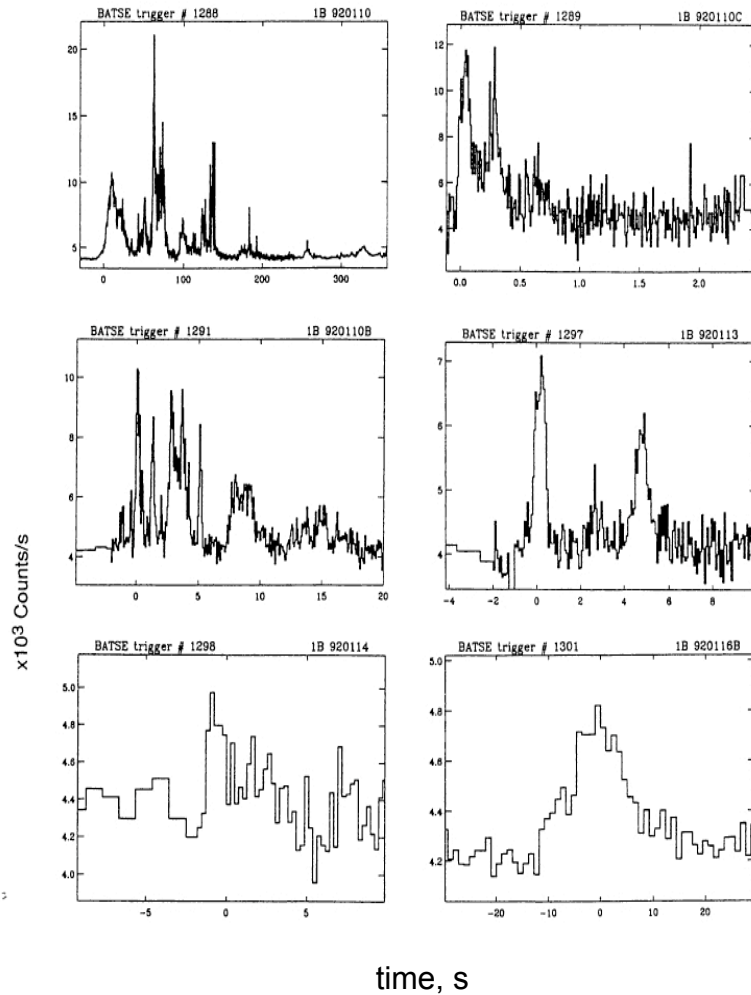 BATSE trigger # 1288 1B 920110
20
15
10
5
0 100 200 300
BATSE trigger # 1289 1B 920110C
12
10
8
6
4
0.0 0.5 1.0 1.5 2.0
BATSE trigger # 1291 1B 920110B
10
8
6
4
0 5 10 15 20
BATSE trigger # 1297 1B 920113
7
6
5
4
-4 -2 0 2 4 6 8
x10³ Counts/s
BATSE trigger # 1298 1B 920114
5.0
4.8
4.6
4.4
4.2
4.0
-5 0 5
BATSE trigger # 1301 1B 920116B
5.0
4.8
4.6
4.4
4.2
-20 -10 0 10 20
time, s